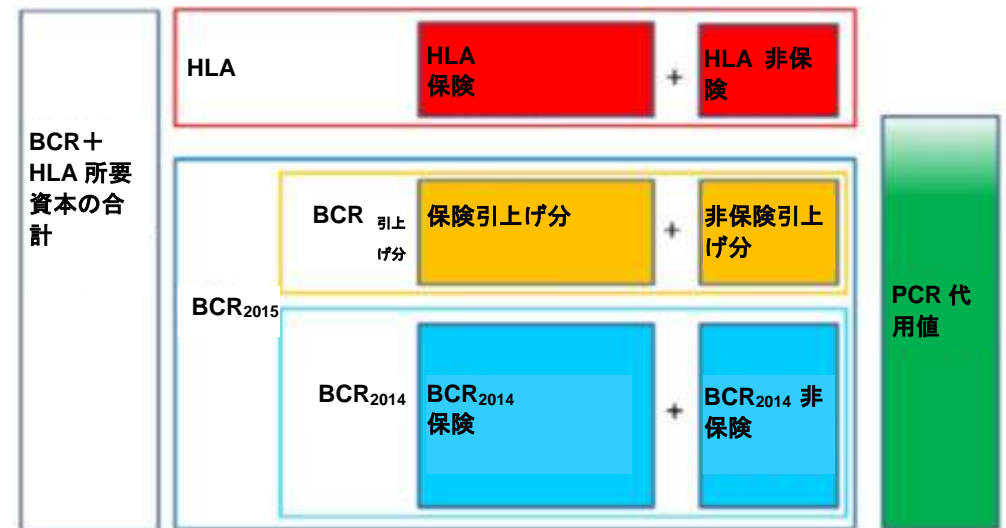 BCR＋
HLA 所要
資本の合
計
HLA
HLA
保険
+
HLA 非保
険
BCR 引上
げ分
保険引上げ分
+
非保険引上
げ分
BCR2015
BCR2014
BCR2014
保険
+
BCR2014 非
保険
PCR 代
用値